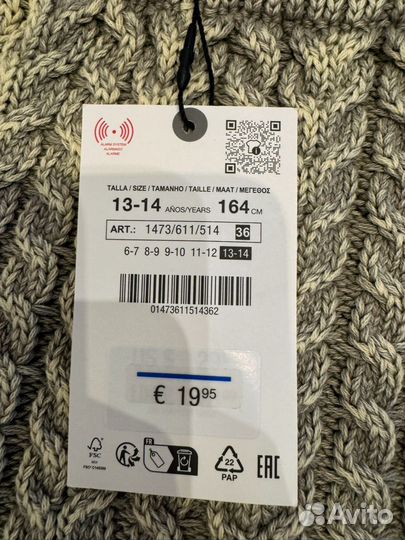 ALARM SYSTEM
ALARMADO
ALARME
TALLA / SIZE / TAMANHO / TAILLE / MAAT / ΜΕΓΕΘΟΣ
13-14 AÑOS/YEARS 164 CM
ART.: 1473/611/514 36
6-7 8-9 9-10 11-12 13-14
01473611514362
€ 19 95
FSC
FR
22
PAP
EAC
Avito